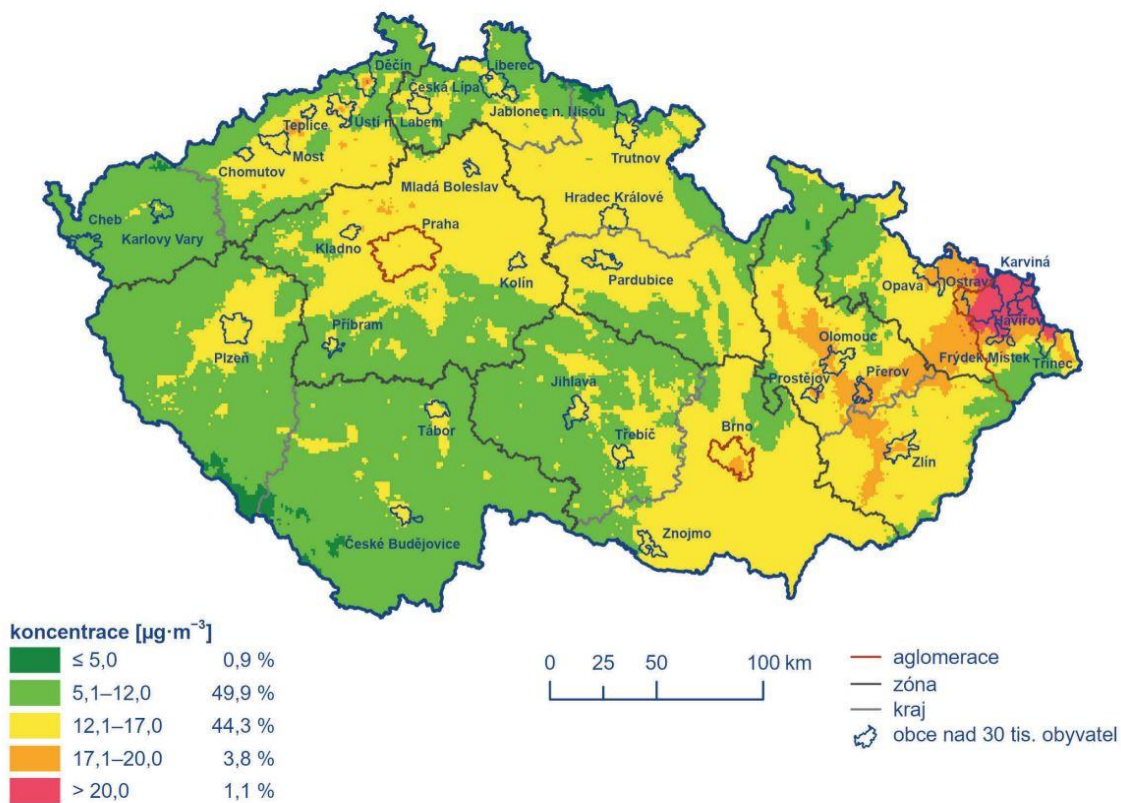 Děčín
Liberec
Česká Lípa
Jablonec n. Nisou
Teplice
Ústí n. Labem
Most
Chomutov
Trutnov
Mladá Boleslav
Hradec Králové
Cheb
Karlovy Vary
Praha
Kladno
Kolín
Pardubice
Karviná
Opava
Ostrava
Havířov
Plzeň
Příbram
Olomouc
Frýdek-Místek
Třinec
Přerov
Prostějov
Jihlava
Tábor
Třebíč
Brno
Zlín
Znojmo
České Budějovice
koncentrace [µg·m⁻³]
≤ 5,0 0,9 %
5,1–12,0 49,9 %
12,1–17,0 44,3 %
17,1–20,0 3,8 %
> 20,0 1,1 %
0 25 50 100 km
aglomerace
zóna
kraj
obce nad 30 tis. obyvatel